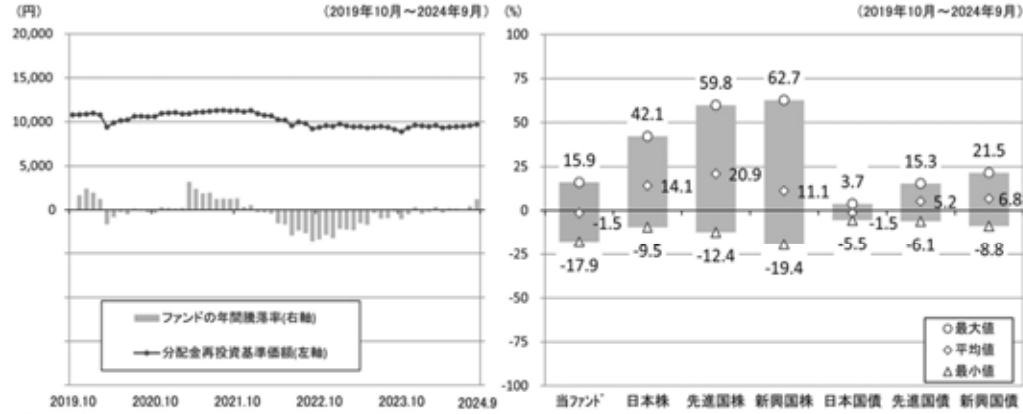 (円)
(2019年10月～2024年9月)
20,000
15,000
10,000
5,000
0
ファンドの年間騰落率(右軸)
分配金再投資基準価額(左軸)
2019.10 2020.10 2021.10 2022.10 2023.10 2024.9
(%)
(2019年10月～2024年9月)
100
75
50
25
0
-25
-50
-75
-100
15.9 42.1 59.8 62.7 3.7 15.3 21.5
-1.5 14.1 20.9 11.1 -1.5 5.2 6.8
-17.9 -9.5 -12.4 -19.4 -5.5 -6.1 -8.8
○最大値
◇平均値
△最小値
当ファンド 日本株 先進国株 新興国株 日本国債 先進国債 新興国債